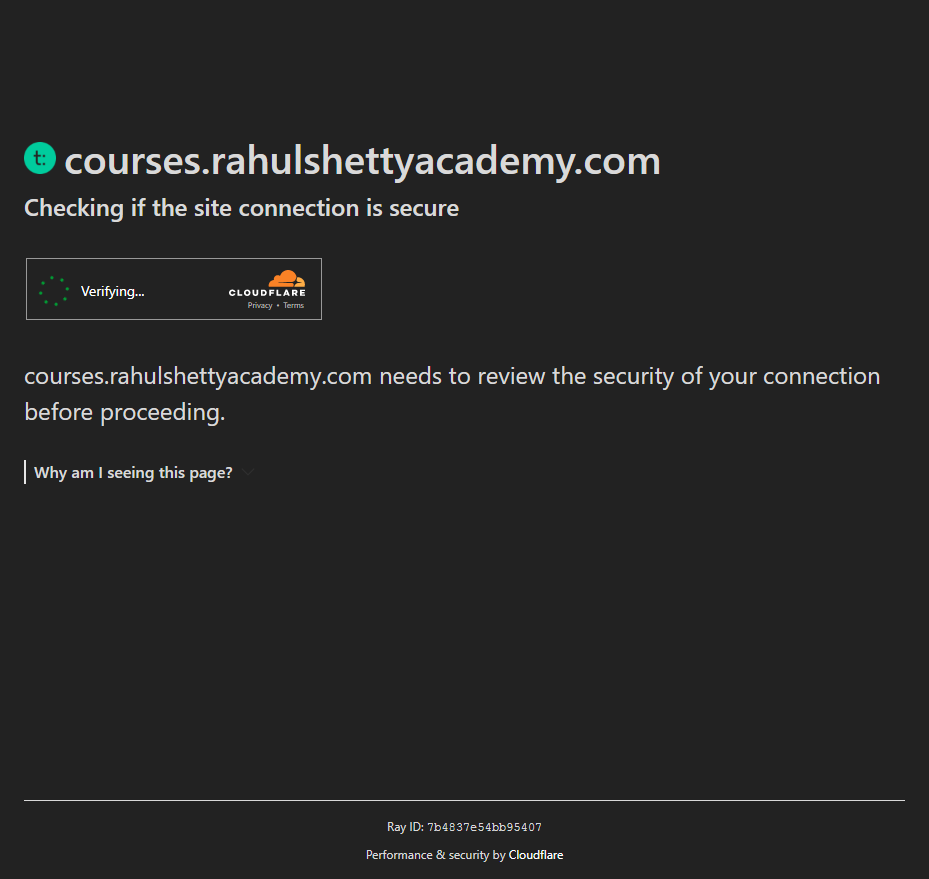 t:
courses.rahulshettyacademy.com
Checking if the site connection is secure
Verifying...
CLOUDFLARE
Privacy • Terms
courses.rahulshettyacademy.com needs to review the security of your connection
before proceeding.
Why am I seeing this page?
Ray ID: 7b4837e54bb95407
Performance & security by Cloudflare